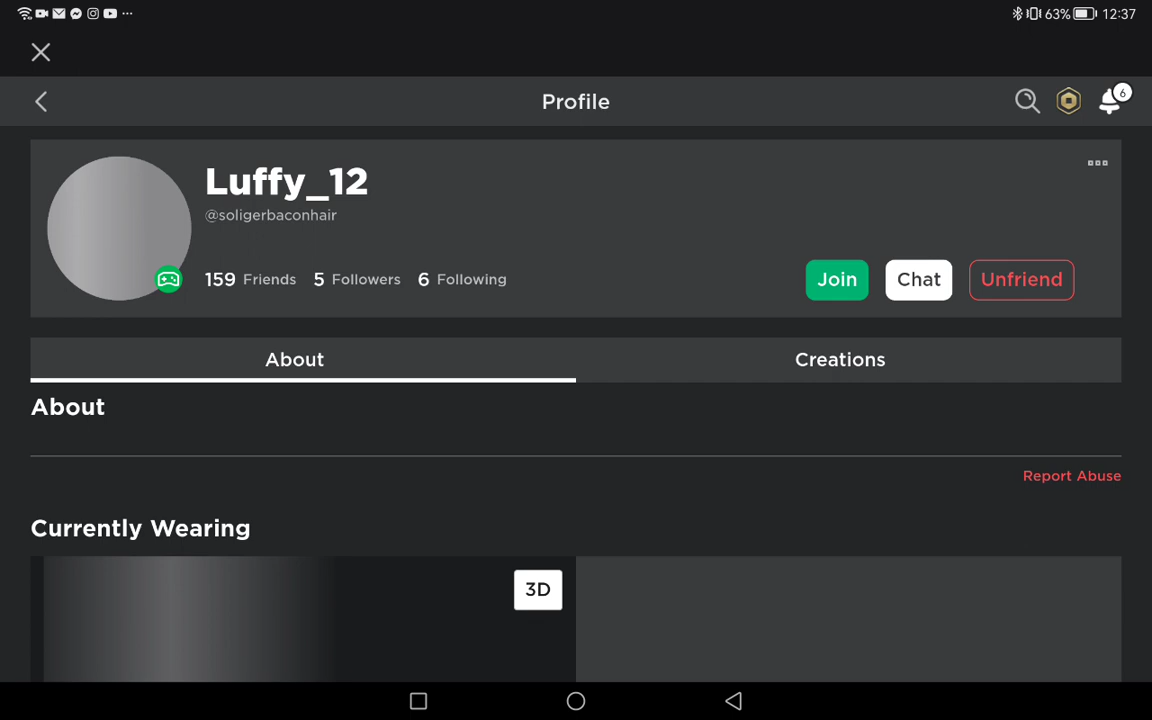 63% 12:37
Profile
6
Luffy_12
@soligerbaconhair
159 Friends 5 Followers 6 Following
Join Chat Unfriend
About Creations
About
Report Abuse
Currently Wearing
3D